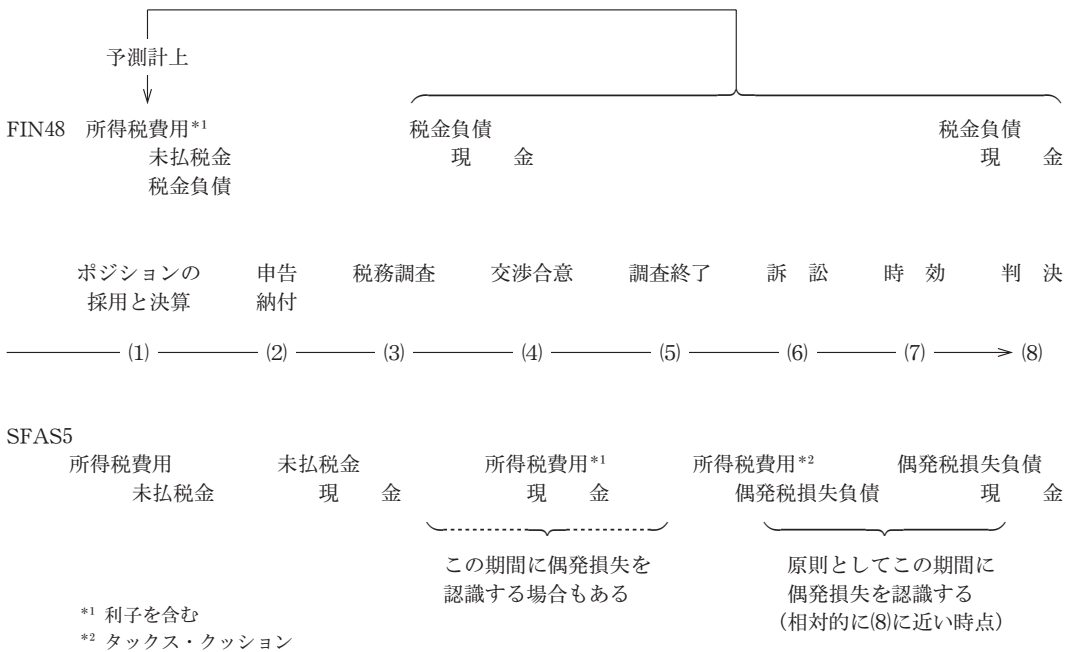 予測計上
FIN48 所得税費用*1 税金負債 税金負債
未払税金 現 金 現 金
税金負債
ポジションの 申告 税務調査 交渉合意 調査終了 訴 訟 時 効 判 決
採用と決算 納付
(1) (2) (3) (4) (5) (6) (7) (8)
SFAS5
所得税費用 未払税金 所得税費用*1 所得税費用*2 偶発税損失負債
未払税金 現 金 現 金 偶発税損失負債 現 金
この期間に偶発損失を 原則としてこの期間に
認識する場合もある 偶発損失を認識する
(相対的に(8)に近い時点)
*1 利子を含む
*2 タックス・クッション